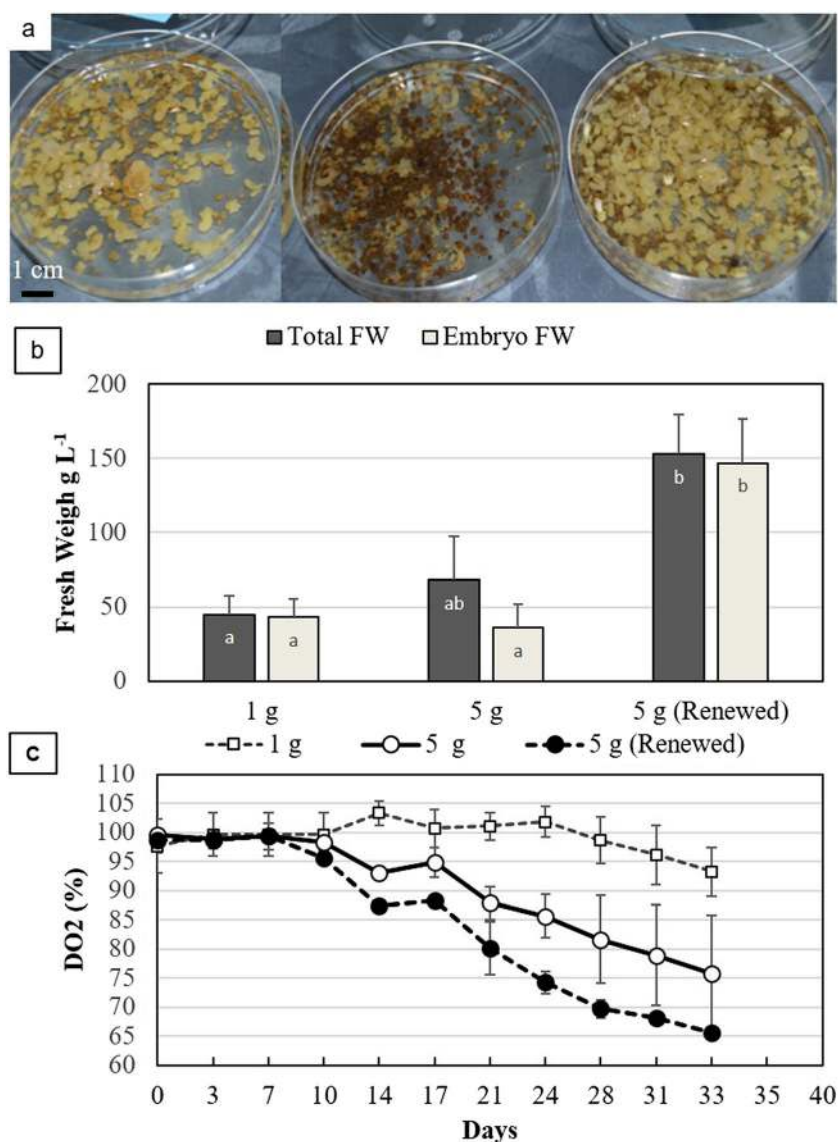 a
1 cm
b
Total FW Embryo FW
Fresh Weigh g L⁻¹
200
150
100
50
0
a
a
ab
a
b
b
1 g 5 g 5 g (Renewed)
c
1 g 5 g 5 g (Renewed)
DO2 (%)
110
105
100
95
90
85
80
75
70
65
60
0 3 7 10 14 17 21 24 28 31 33 35 40
Days